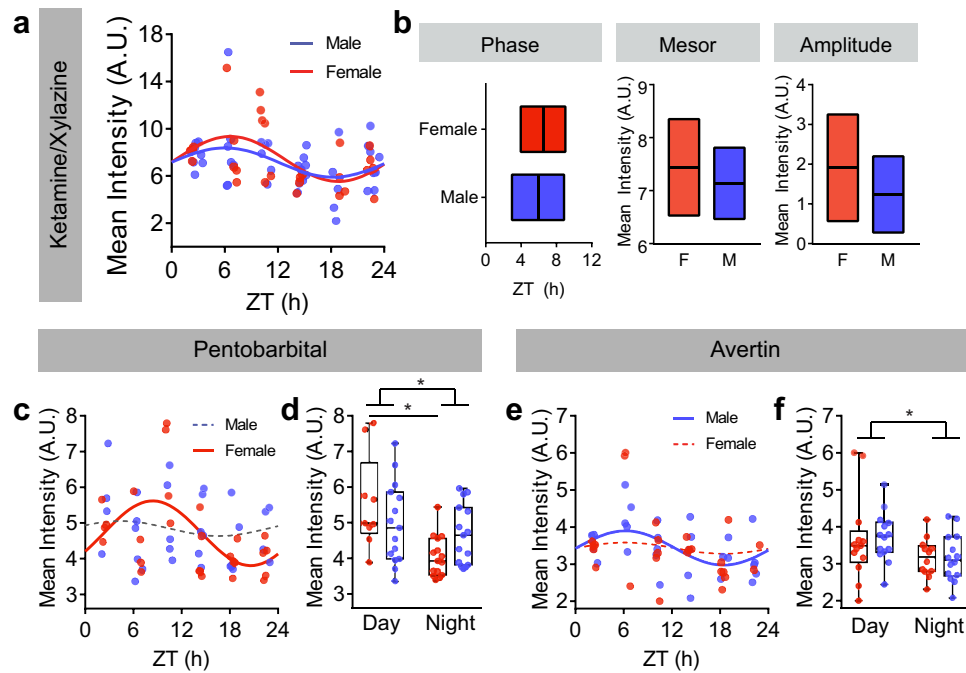 a
Ketamine/Xylazine
Mean Intensity (A.U.)
18
14
10
6
2
0 6 12 18 24
ZT (h)
Male
Female
b
Phase
Female
Male
0 4 8 12
ZT (h)
Mesor
Mean Intensity (A.U.)
9
8
7
6
F M
Amplitude
Mean Intensity (A.U.)
4
3
2
1
0
F M
Pentobarbital
c
Mean Intensity (A.U.)
8
7
6
5
4
3
0 6 12 18 24
ZT (h)
Male
Female
d
*
*
Mean Intensity (A.U.)
8
7
6
5
4
3
Day Night
Avertin
e
Mean Intensity (A.U.)
7
6
5
4
3
2
0 6 12 18 24
ZT (h)
Male
Female
f
*
Mean Intensity (A.U.)
7
6
5
4
3
2
Day Night